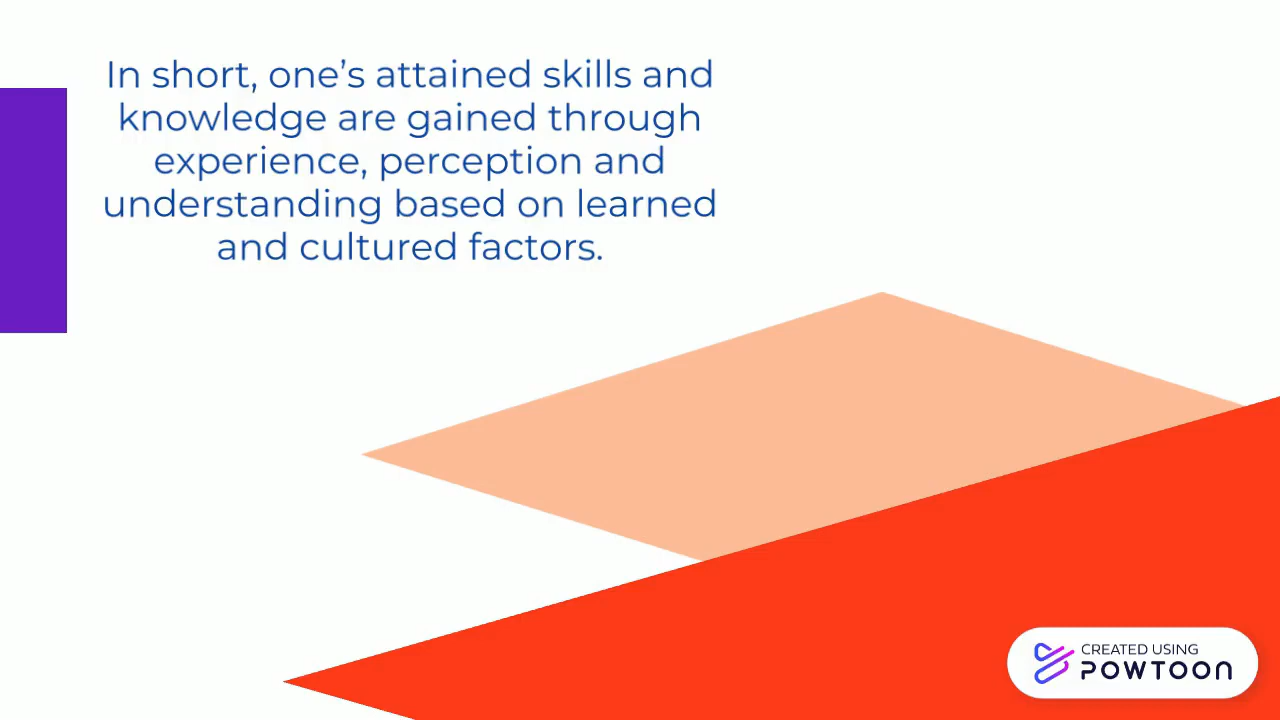 In short, one’s attained skills and
knowledge are gained through
experience, perception and
understanding based on learned
and cultured factors.
CREATED USING
POWTOON